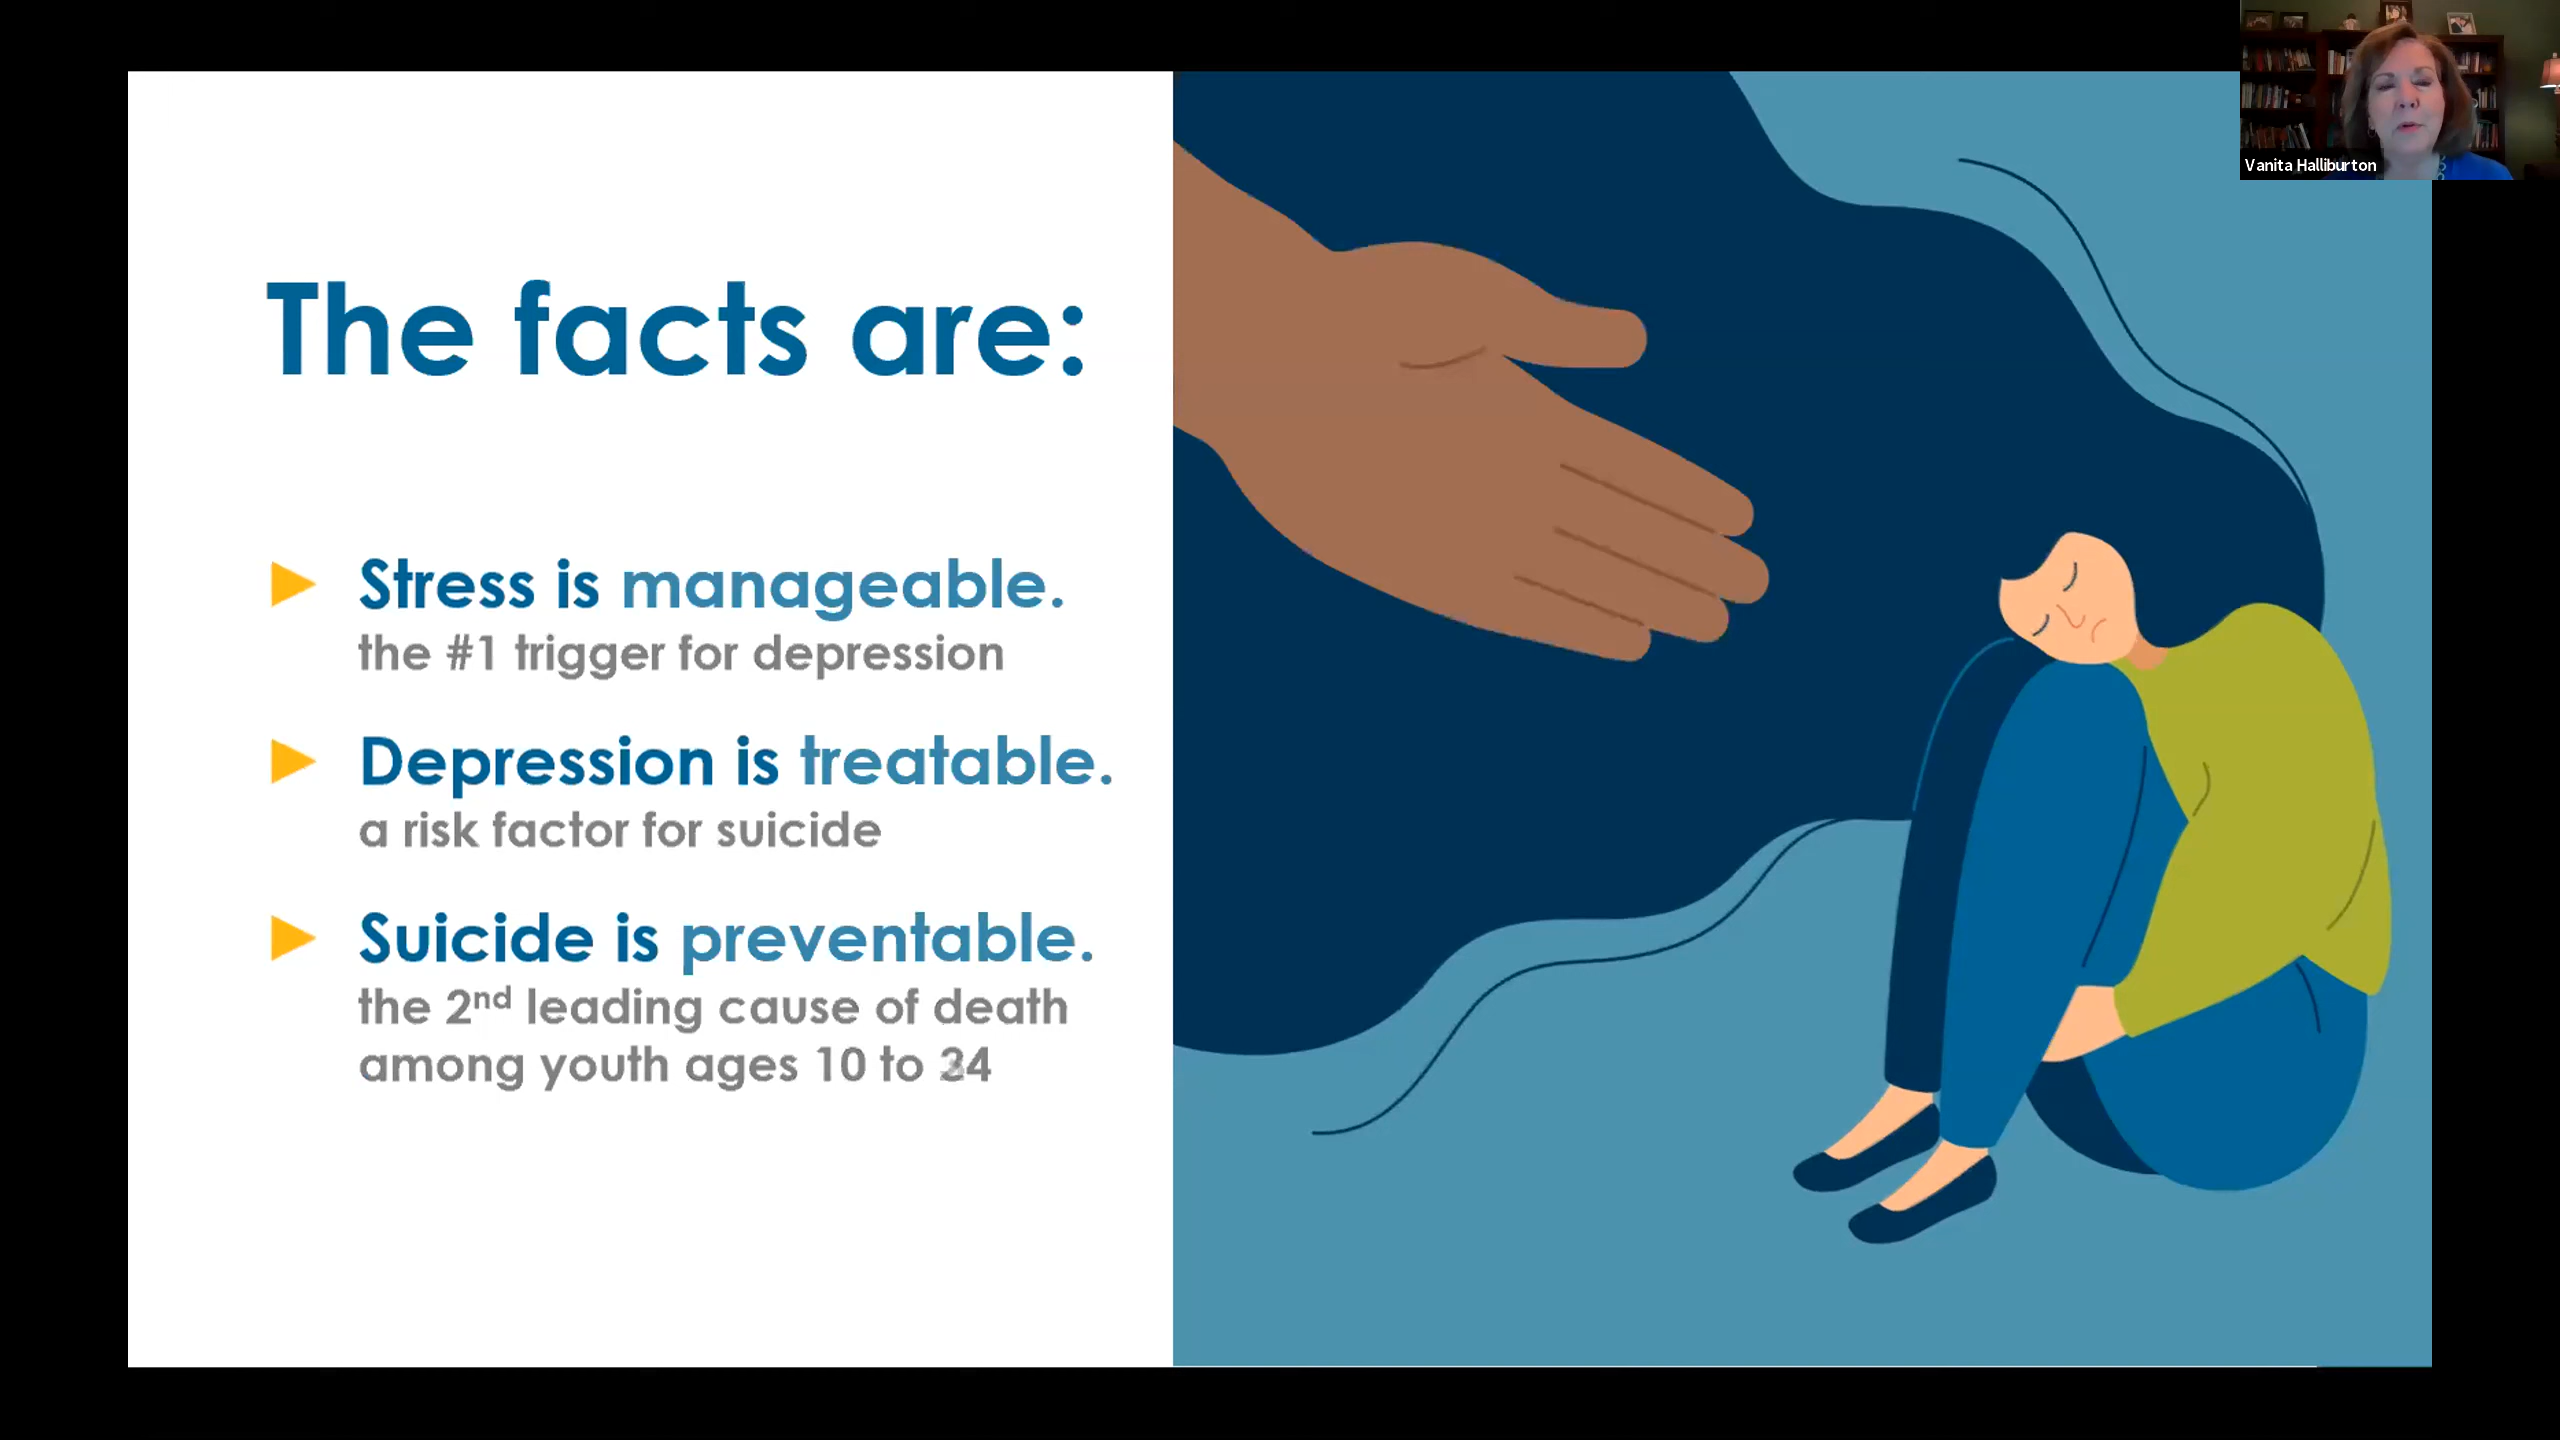 Vanita Halliburton
The facts are:
Stress is manageable.
the #1 trigger for depression
Depression is treatable.
a risk factor for suicide
Suicide is preventable.
the 2nd leading cause of death
among youth ages 10 to